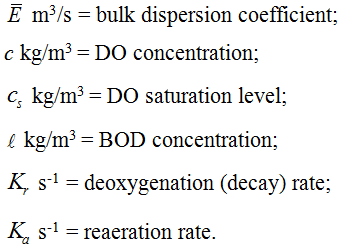 E̅ m³/s = bulk dispersion coefficient;
c kg/m³ = DO concentration;
cₛ kg/m³ = DO saturation level;
ℓ kg/m³ = BOD concentration;
Kᵣ s⁻¹ = deoxygenation (decay) rate;
Kₐ s⁻¹ = reaeration rate.